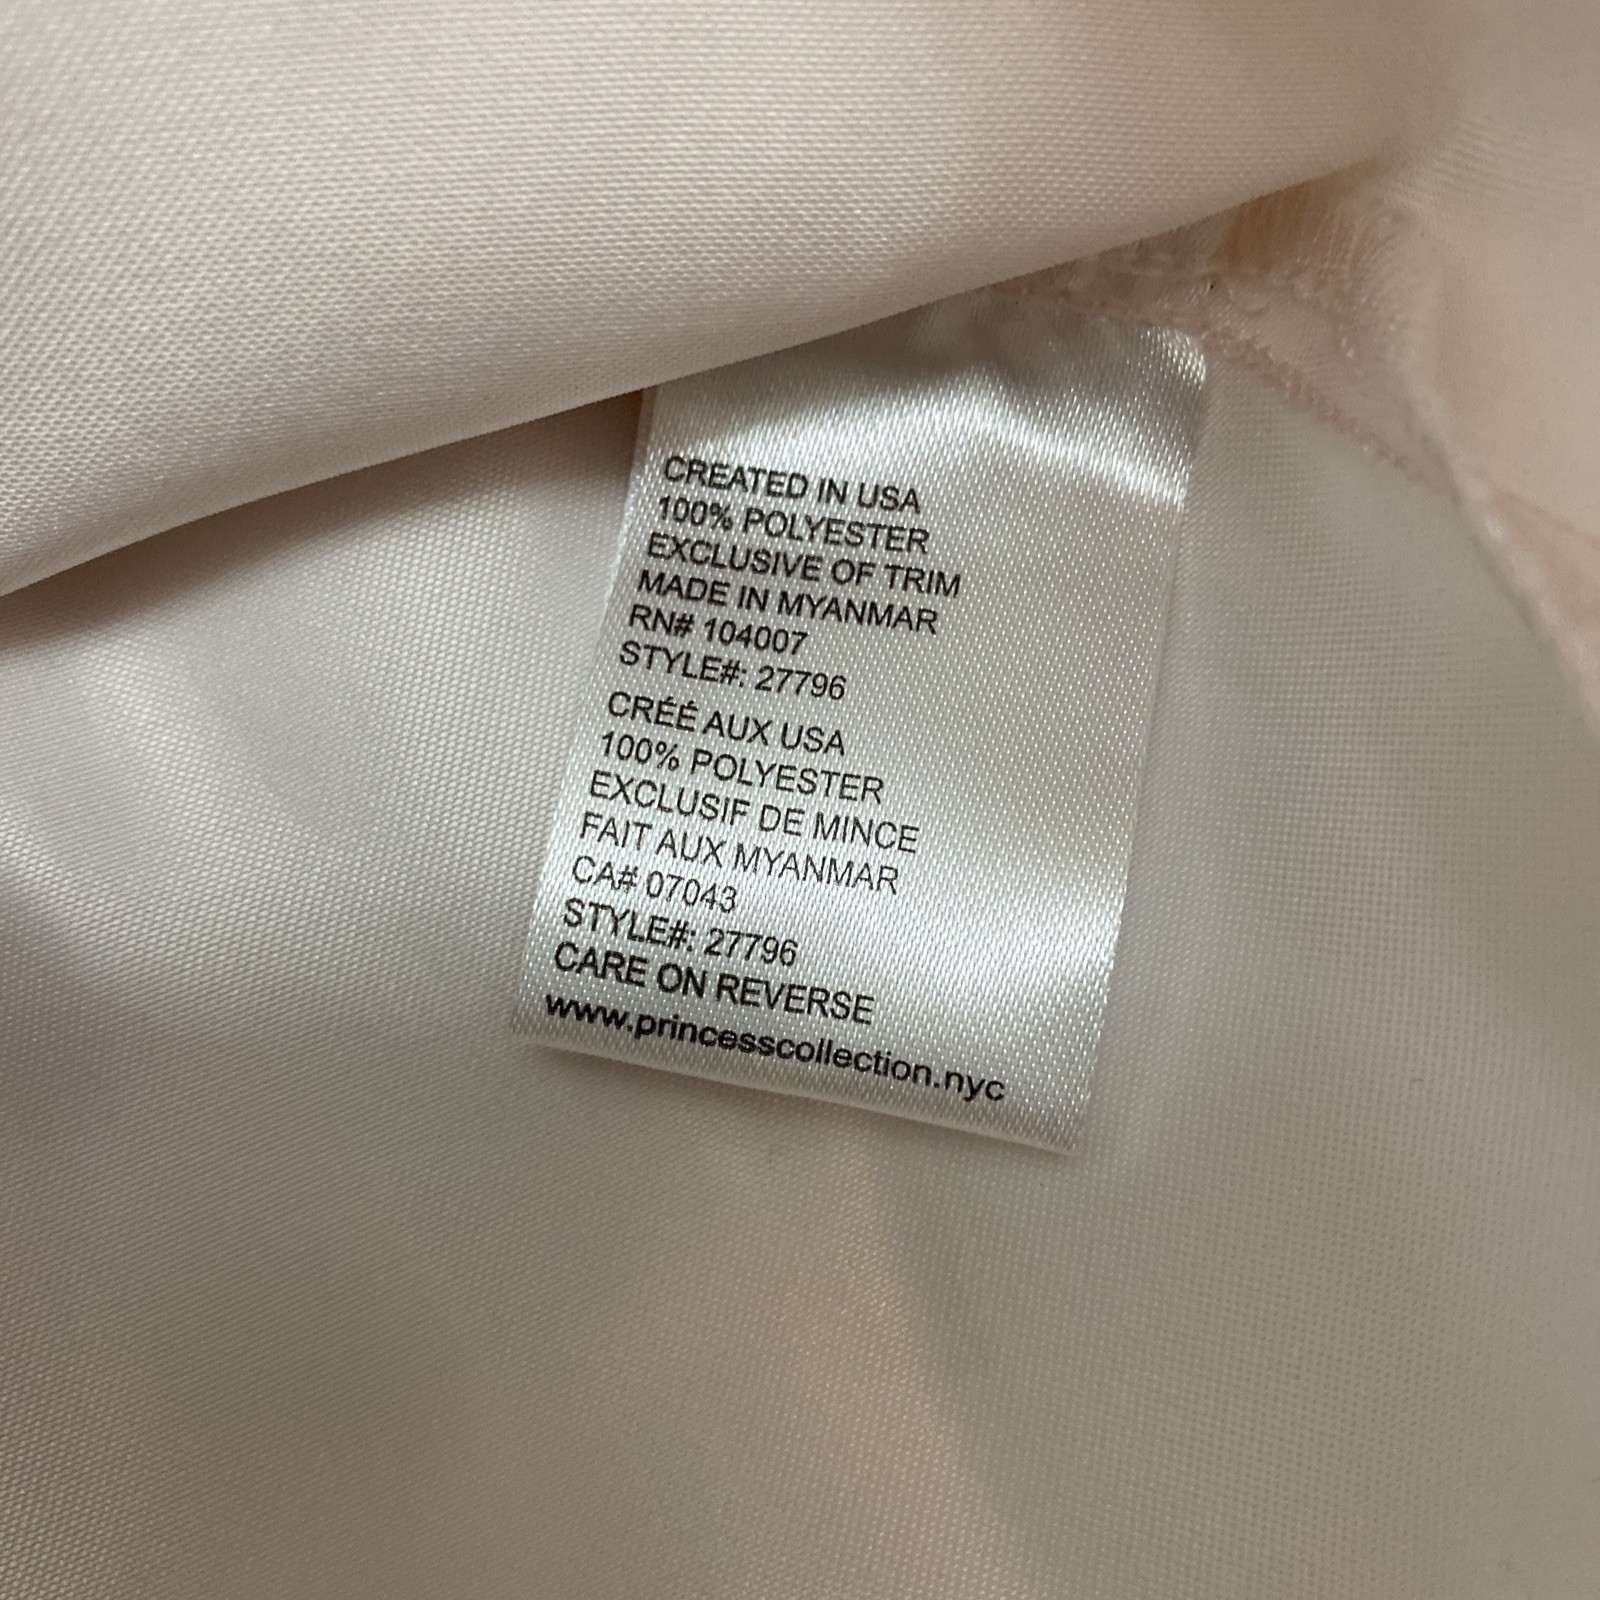 CREATED IN USA
100% POLYESTER
EXCLUSIVE OF TRIM
MADE IN MYANMAR
RN# 104007
STYLE#: 27796
CRÉÉ AUX USA
100% POLYESTER
EXCLUSIF DE MINCE
FAIT AUX MYANMAR
CA# 07043
STYLE#: 27796
CARE ON REVERSE
www.princesscollection.nyc